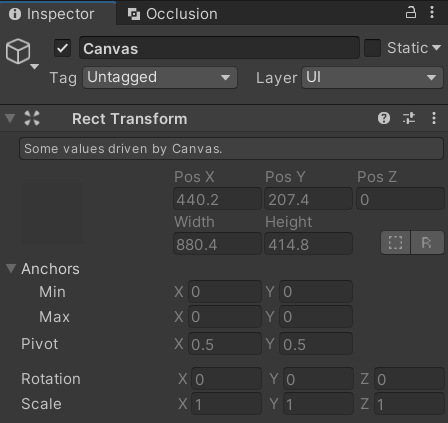 Inspector Occlusion
Canvas Static
Tag Untagged Layer UI
Rect Transform
Some values driven by Canvas.
Pos X Pos Y Pos Z
440.2 207.4 0
Width Height
880.4 414.8 R
Anchors
Min X 0 Y 0
Max X 0 Y 0
Pivot X 0.5 Y 0.5
Rotation X 0 Y 0 Z 0
Scale X 1 Y 1 Z 1